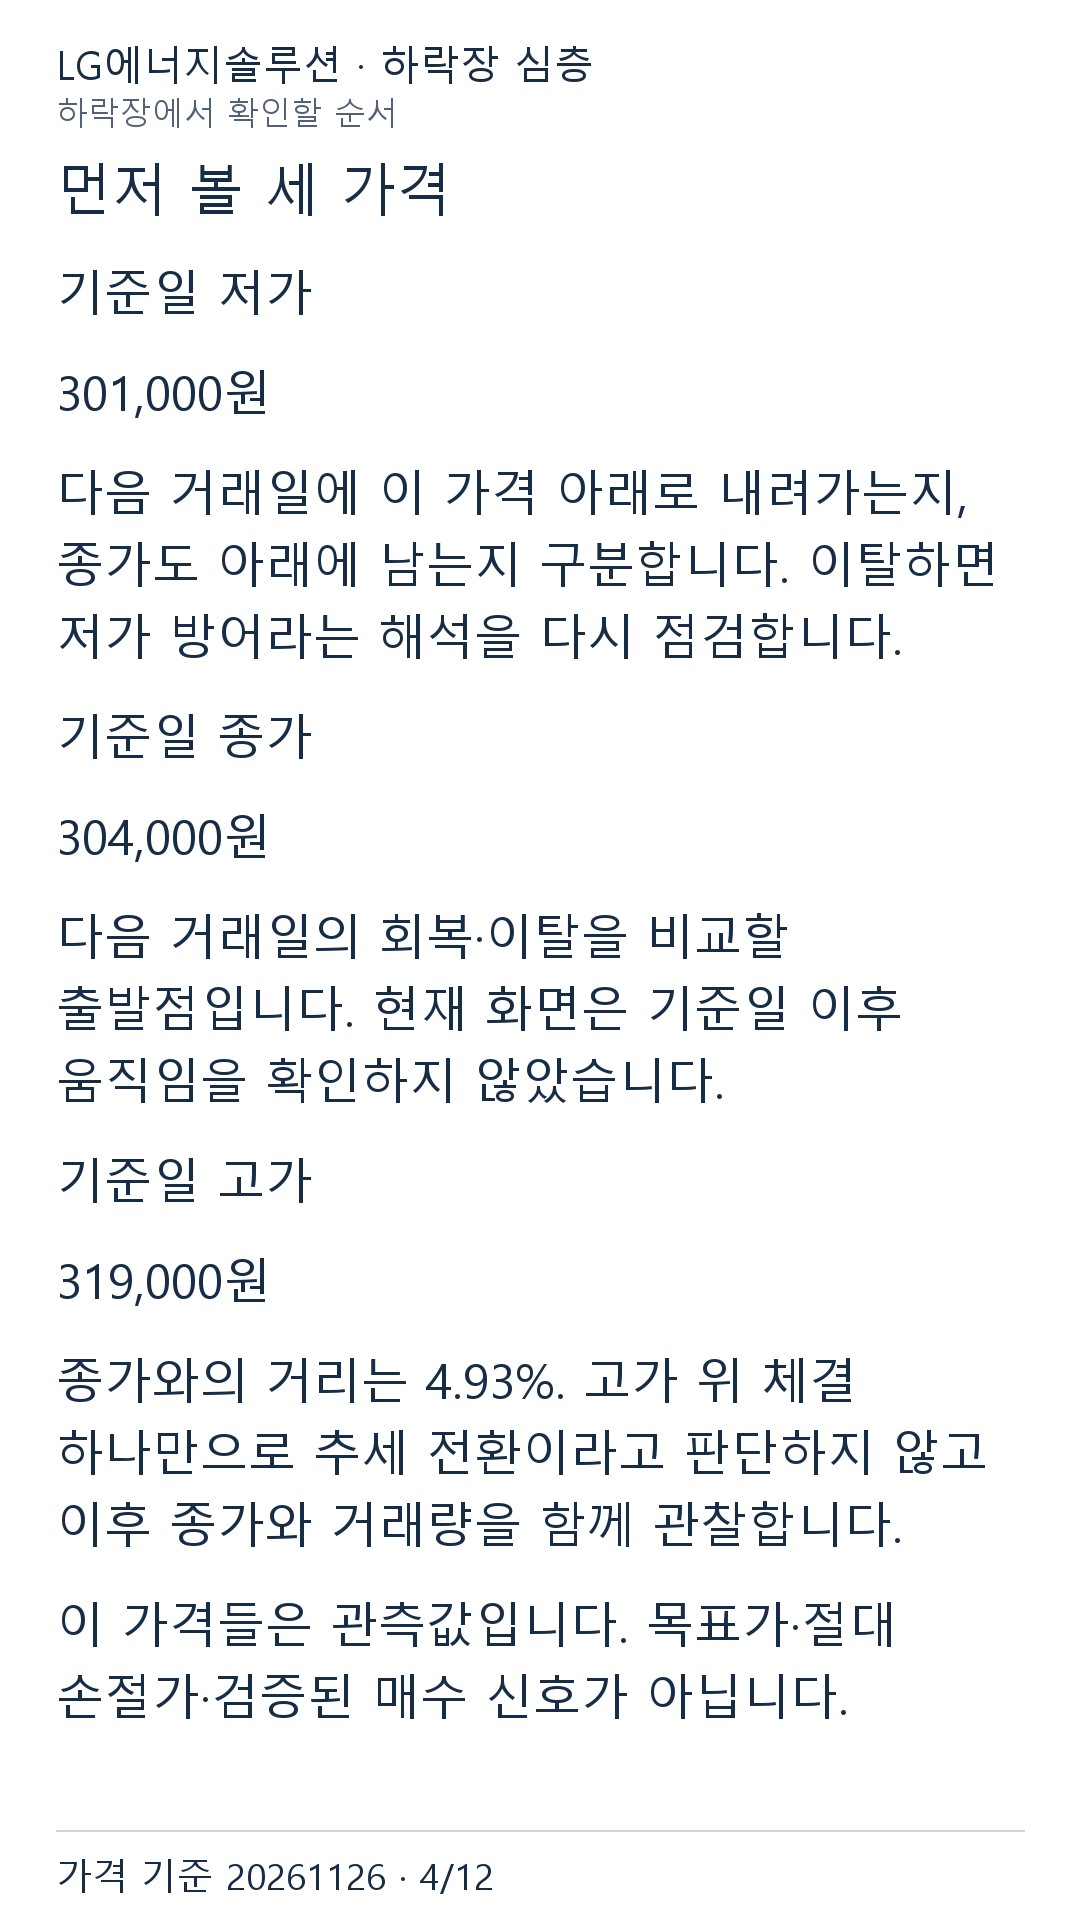 LG에너지솔루션 · 하락장 심층
하락장에서 확인할 순서
먼저 볼 세 가격
기준일 저가
301,000원
다음 거래일에 이 가격 아래로 내려가는지,
종가도 아래에 남는지 구분합니다. 이탈하면
저가 방어라는 해석을 다시 점검합니다.
기준일 종가
304,000원
다음 거래일의 회복·이탈을 비교할
출발점입니다. 현재 화면은 기준일 이후
움직임을 확인하지 않았습니다.
기준일 고가
319,000원
종가와의 거리는 4.93%. 고가 위 체결
하나만으로 추세 전환이라고 판단하지 않고
이후 종가와 거래량을 함께 관찰합니다.
이 가격들은 관측값입니다. 목표가·절대
손절가·검증된 매수 신호가 아닙니다.
가격 기준 20261126 · 4/12